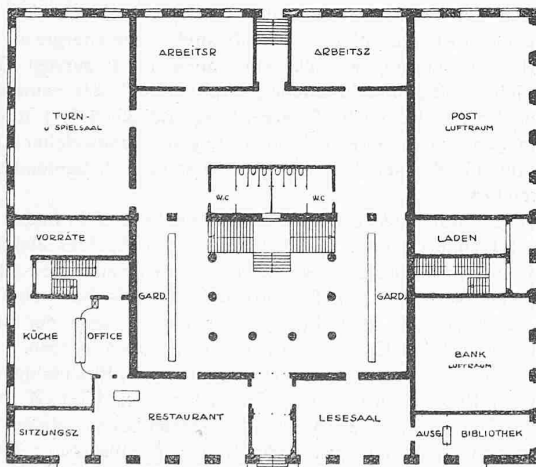 ARBEITSR
ARBEITSZ
TURN-
U SPIELSAAL
POST
LUFTRAUM
W.C
W.C
VORRÄTE
LADEN
GARD.
GARD.
KÜCHE
OFFICE
BANK
LUFTRAUM
RESTAURANT
LESESAAL
SITZUNGSZ
AUSG.
BIBLIOTHEK